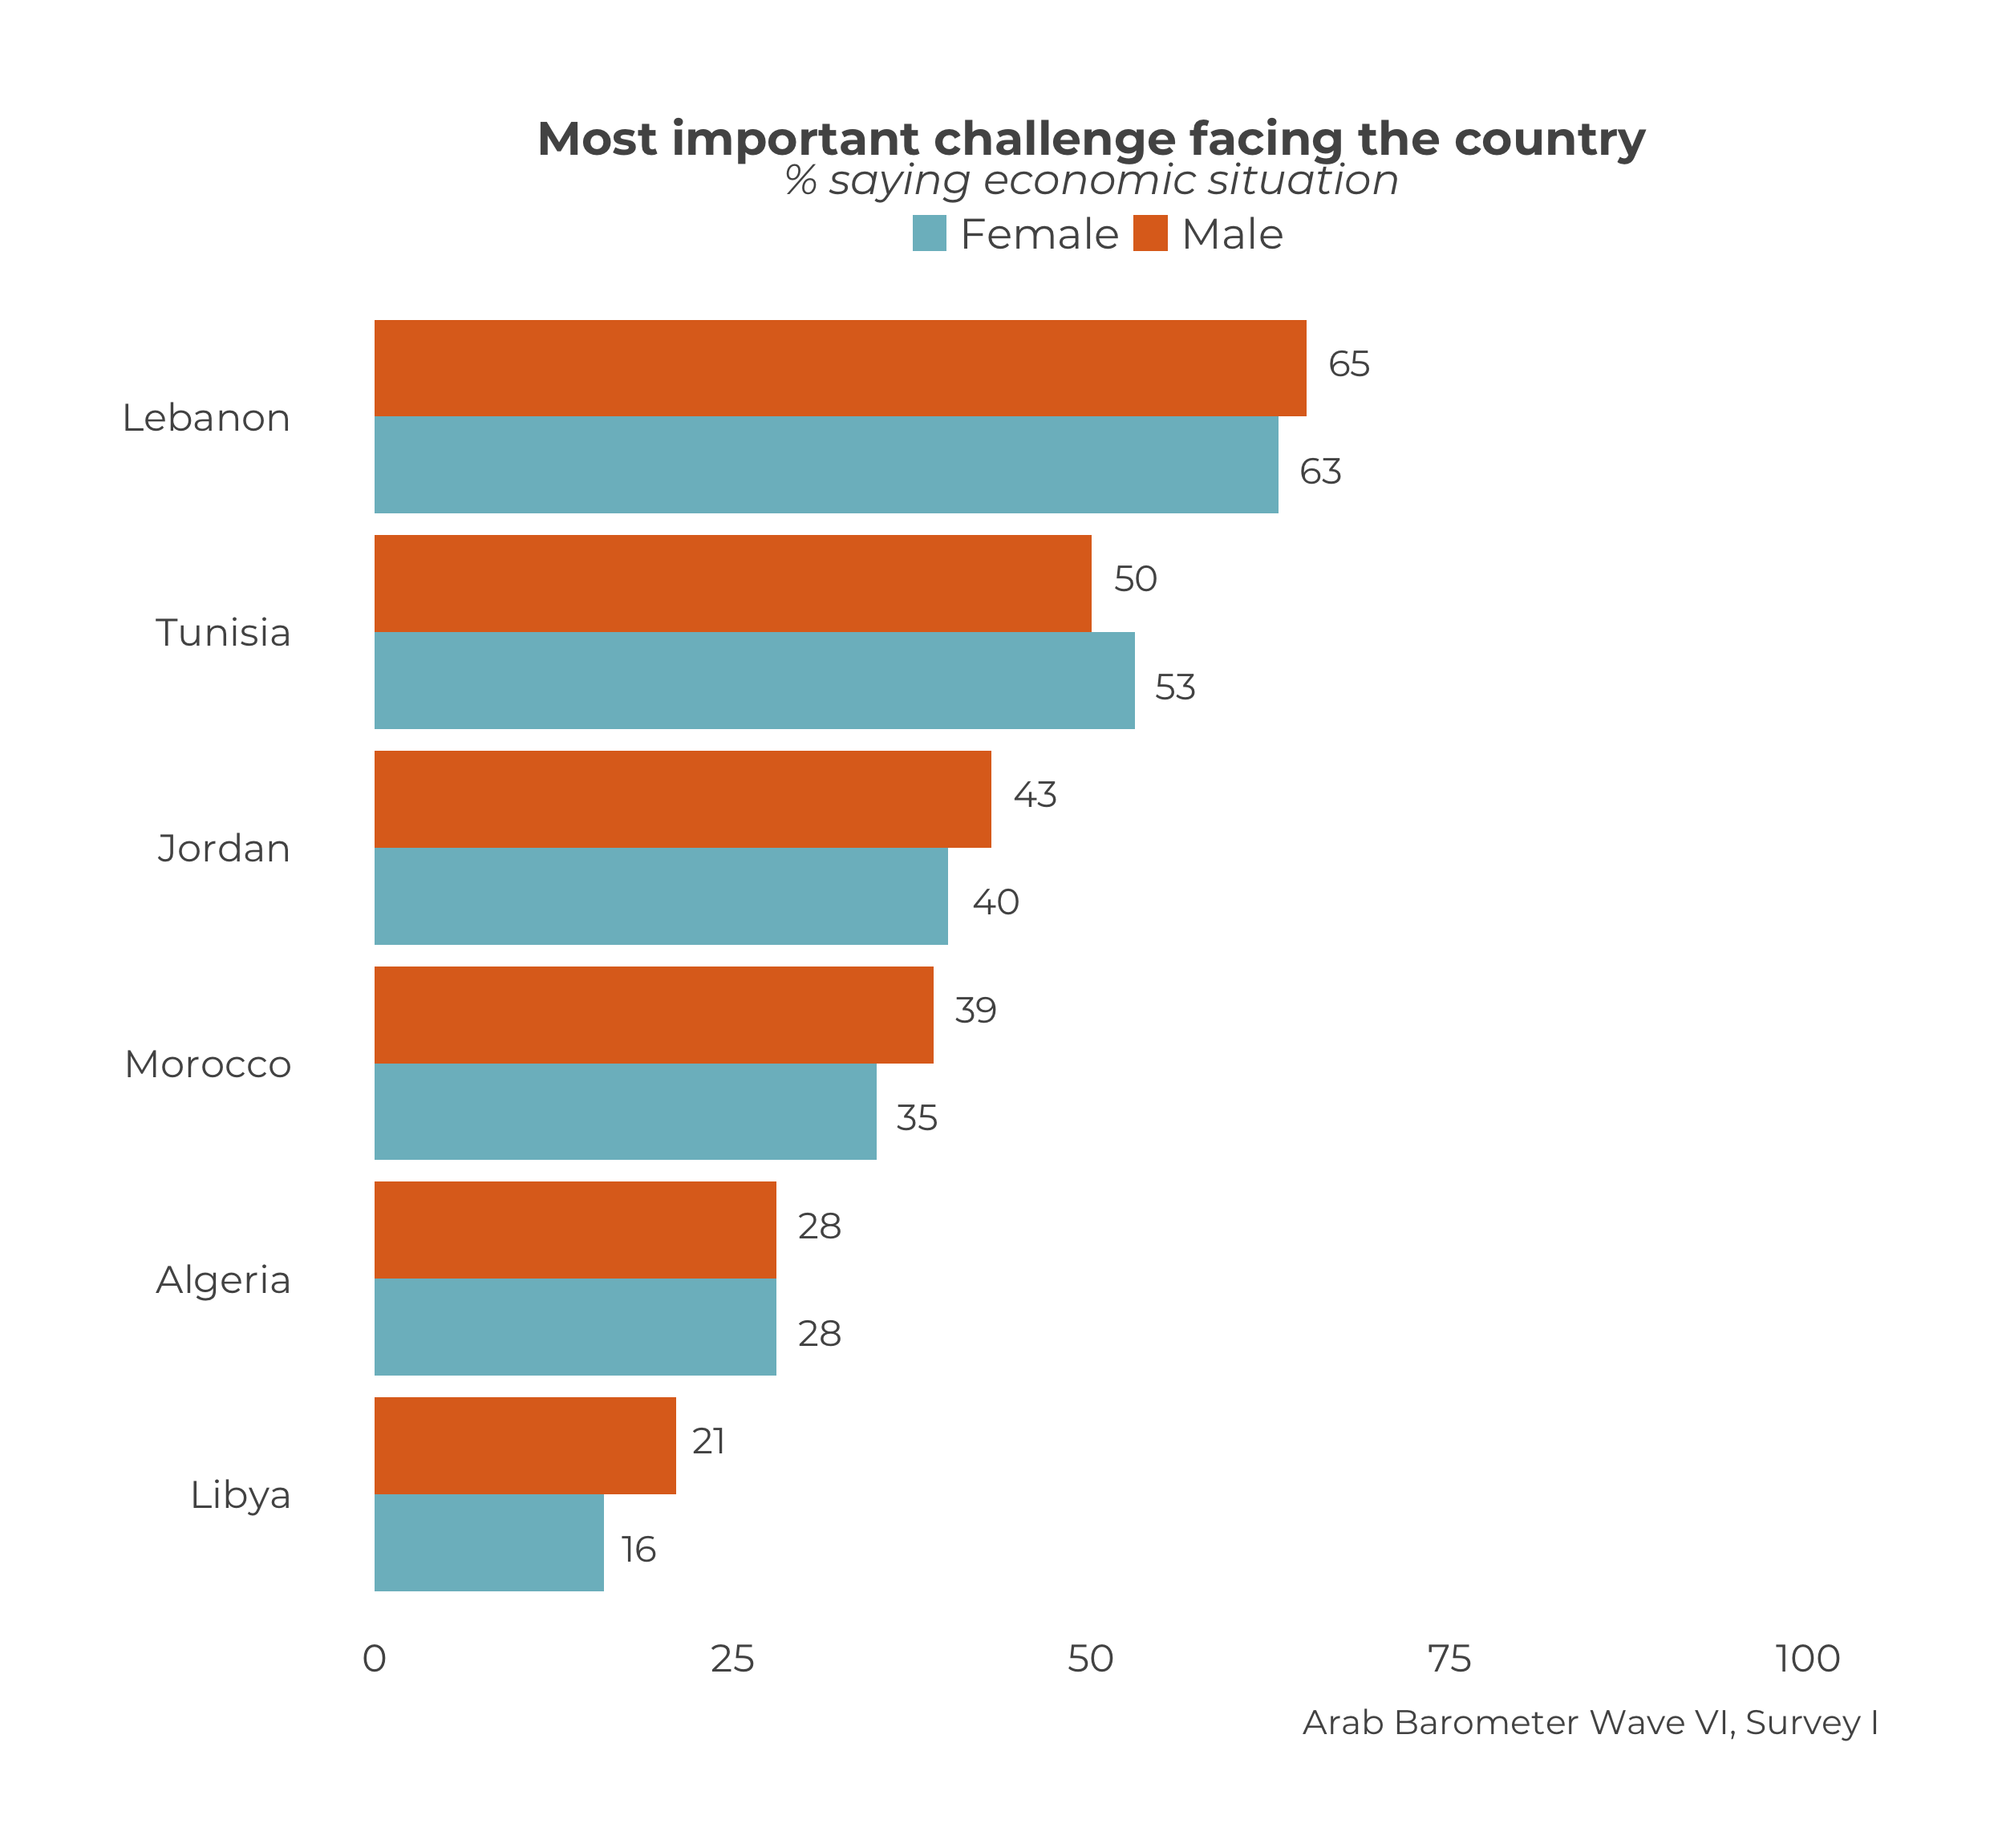 Most important challenge facing the country
% saying economic situation
Female Male
65
Lebanon
63
50
Tunisia
53
43
Jordan
40
39
Morocco
35
28
Algeria
28
21
Libya
16
0 25 50 75 100
Arab Barometer Wave VI, Survey I